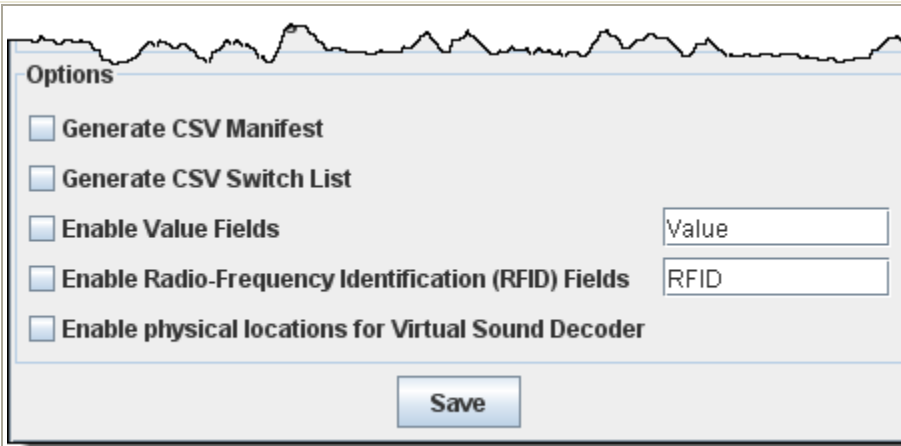 Options
Generate CSV Manifest
Generate CSV Switch List
Enable Value Fields Value
Enable Radio-Frequency Identification (RFID) Fields RFID
Enable physical locations for Virtual Sound Decoder
Save